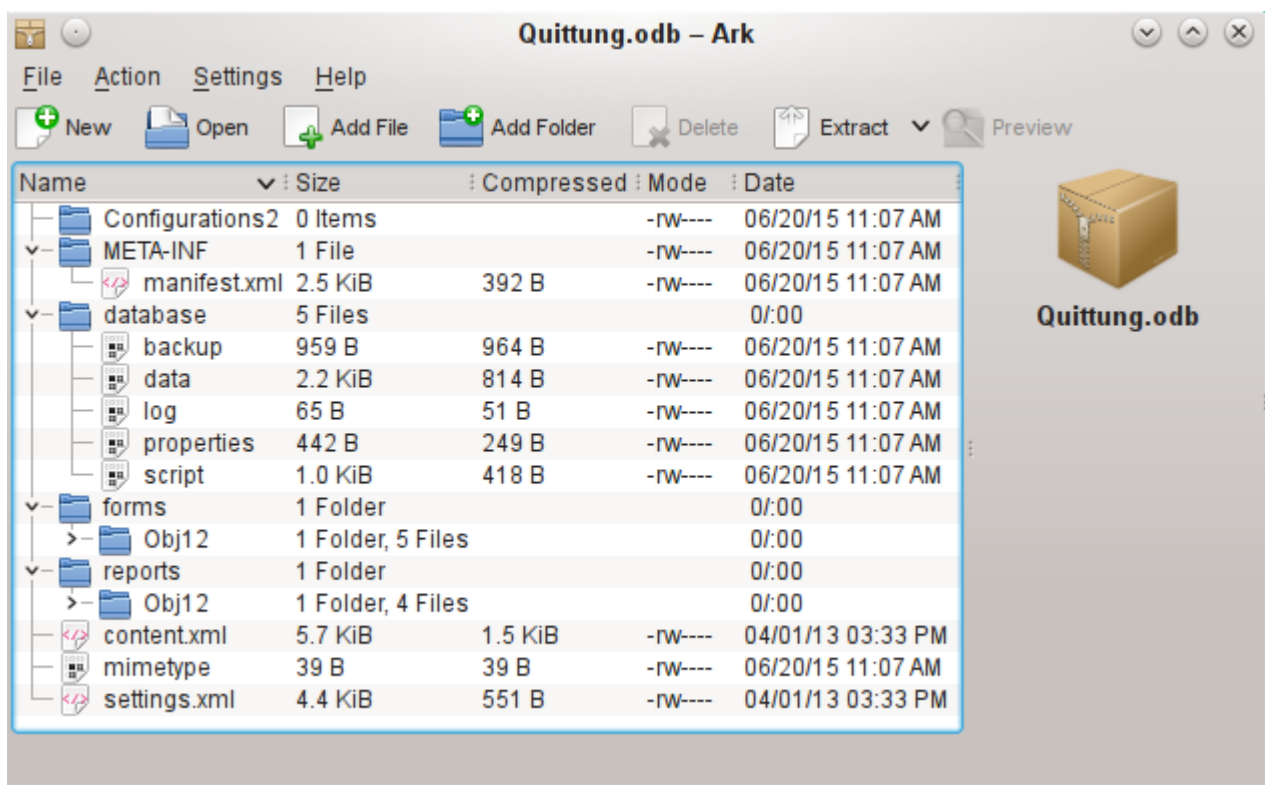 Quittung.odb – Ark
File Action Settings Help
New Open Add File Add Folder Delete Extract Preview
Name Size Compressed Mode Date
Configurations2 0 Items -rw---- 06/20/15 11:07 AM
META-INF 1 File -rw---- 06/20/15 11:07 AM
manifest.xml 2.5 KiB 392 B -rw---- 06/20/15 11:07 AM
database 5 Files 0/:00
backup 959 B 964 B -rw---- 06/20/15 11:07 AM
data 2.2 KiB 814 B -rw---- 06/20/15 11:07 AM
log 65 B 51 B -rw---- 06/20/15 11:07 AM
properties 442 B 249 B -rw---- 06/20/15 11:07 AM
script 1.0 KiB 418 B -rw---- 06/20/15 11:07 AM
forms 1 Folder 0/:00
Obj12 1 Folder, 5 Files 0/:00
reports 1 Folder 0/:00
Obj12 1 Folder, 4 Files 0/:00
content.xml 5.7 KiB 1.5 KiB -rw---- 04/01/13 03:33 PM
mimetype 39 B 39 B -rw---- 06/20/15 11:07 AM
settings.xml 4.4 KiB 551 B -rw---- 04/01/13 03:33 PM
Quittung.odb